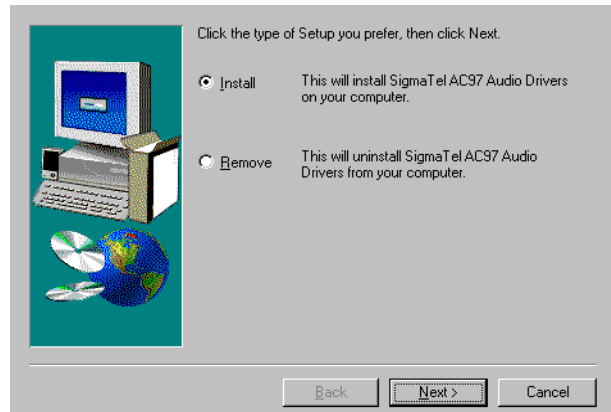 Click the type of Setup you prefer, then click Next.
Install
This will install SigmaTel AC97 Audio Drivers
on your computer.
Remove
This will uninstall SigmaTel AC97 Audio
Drivers from your computer.
Back
Next >
Cancel